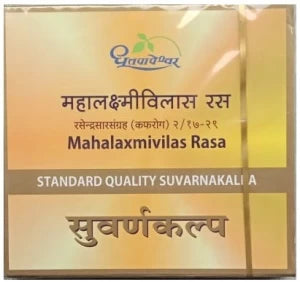 धूतपापेश्वर
महालक्ष्मीविलास रस
रसेन्द्रसारसंग्रह (कफरोग) २/१७-२९
Mahalaxmivilas Rasa
STANDARD QUALITY SUVARNAKALPA
सुवर्णकल्प